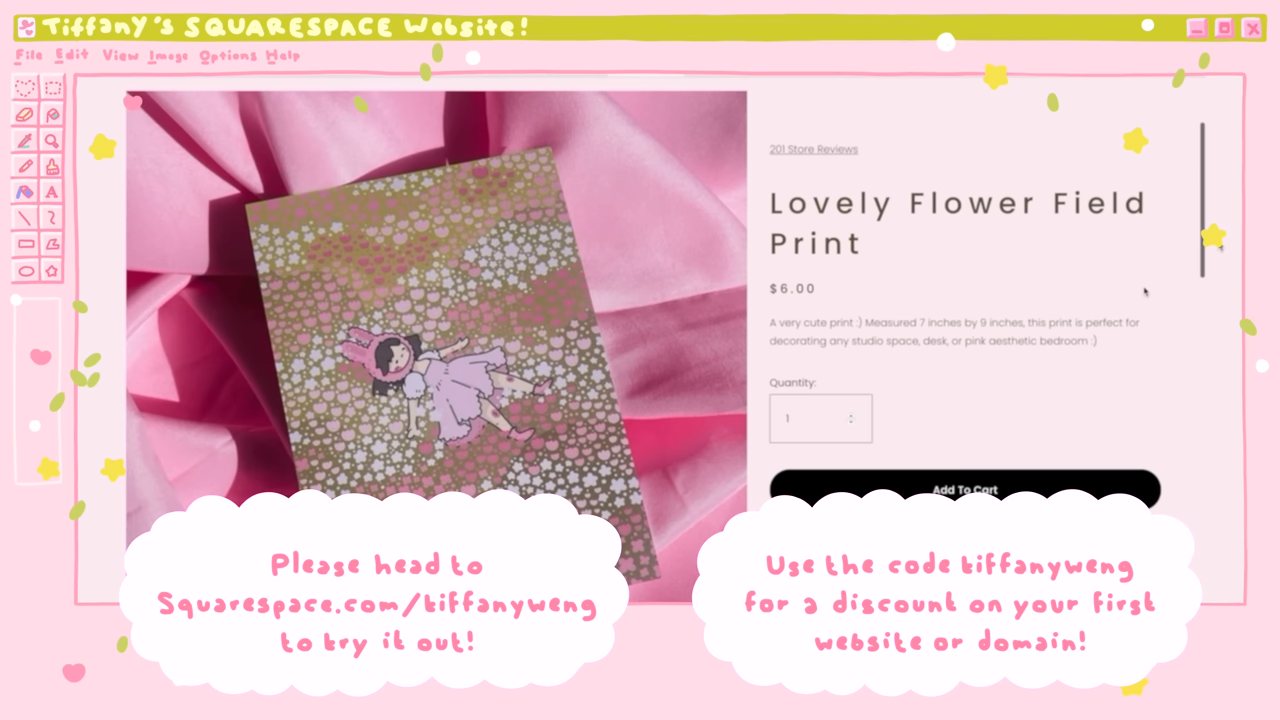 Tiffany's SQUARESPACE Website!
File Edit View Image Options Help
201 Store Reviews
Lovely Flower Field
Print
$6.00
A very cute print :) Measured 7 inches by 9 inches, this print is perfect for
decorating any studio space, desk, or pink aesthetic bedroom :)
Quantity:
1
Add To Cart
Please head to
Squarespace.com/tiffanyweng
to try it out!
Use the code tiffanyweng
for a discount on your first
website or domain!